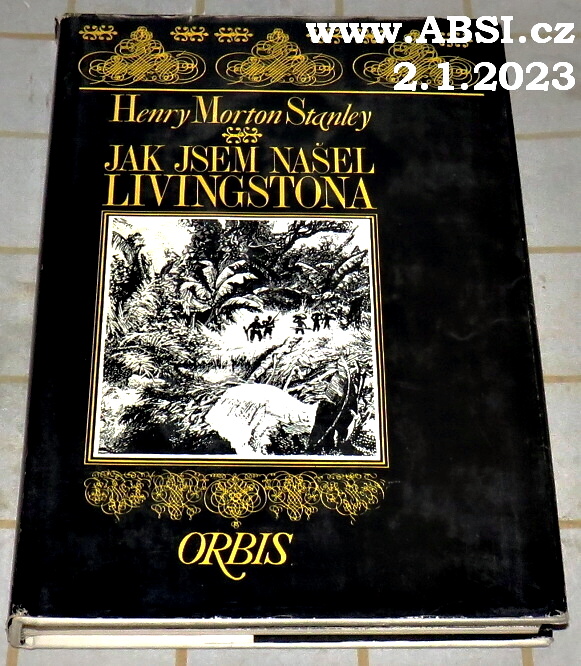 www.ABSI.cz
2.1.2023
Henry Morton Stanley
JAK JSEM NAŠEL
LIVINGSTONA
ORBIS